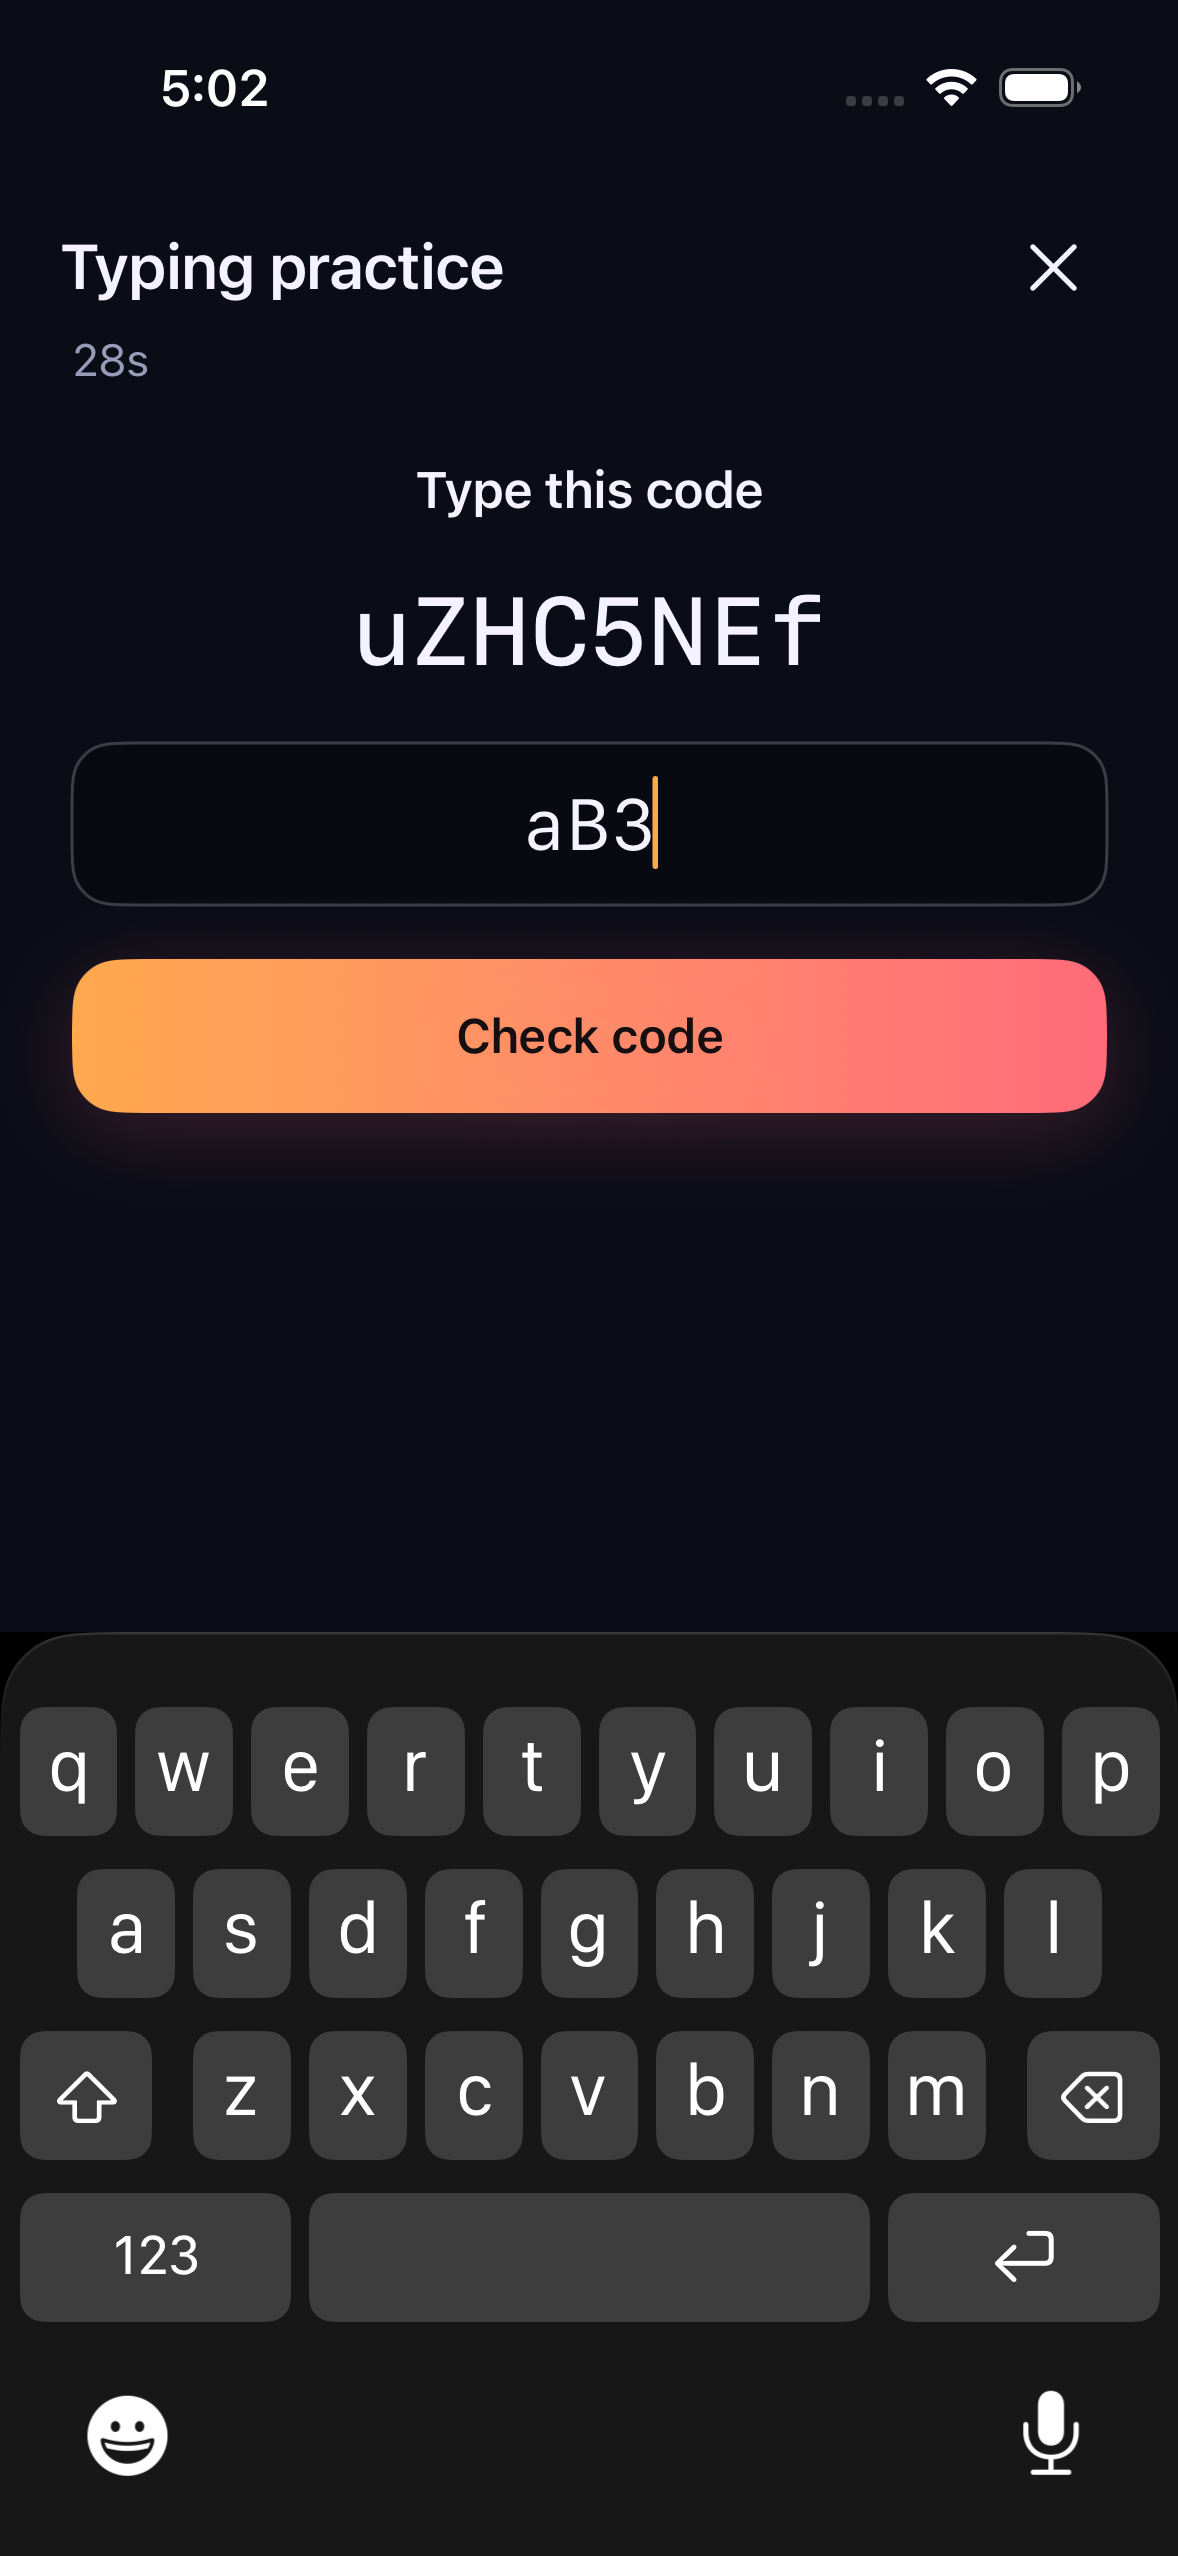 5:02
Typing practice
28s
Type this code
uZHC5NEf
aB3
Check code
q w e r t y u i o p
a s d f g h j k l
z x c v b n m
123